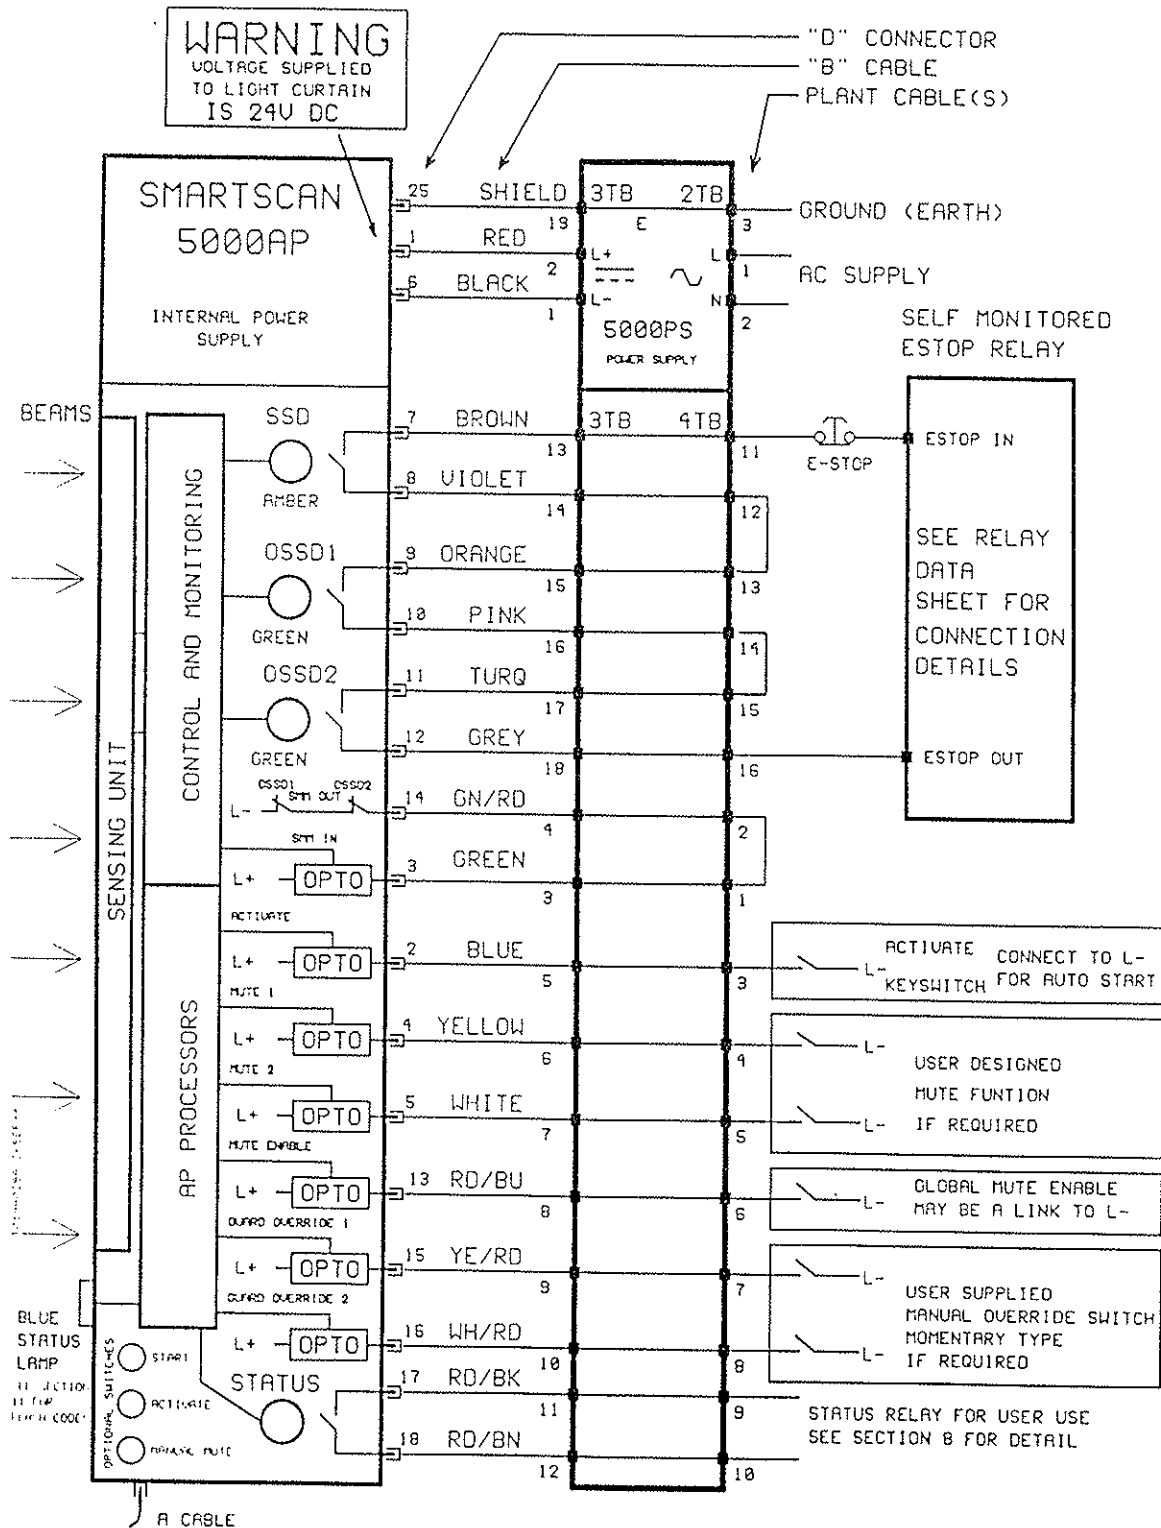 WARNING
VOLTAGE SUPPLIED
TO LIGHT CURTAIN
IS 24V DC
"D" CONNECTOR
"B" CABLE
PLANT CABLE(S)
SMARTSCAN
5000AP
INTERNAL POWER
SUPPLY
25 SHIELD 19 3TB 2TB 3 GROUND (EARTH)
E
1 RED 2 L+ L 1
AC SUPPLY
6 BLACK 1 L- N 2
5000PS
POWER SUPPLY
SELF MONITORED
ESTOP RELAY
BEAMS
SENSING UNIT
CONTROL AND MONITORING
AP PROCESSORS
SSD
AMBER
7 BROWN 13 3TB 4TB 11
E-STOP
ESTOP IN
8 VIOLET 14 12
OSSD1
GREEN
9 ORANGE 15 13
10 PINK 16 14
SEE RELAY
DATA
SHEET FOR
CONNECTION
DETAILS
OSSD2
GREEN
11 TURQ 17 15
12 GREY 18 16
ESTOP OUT
L- OSSD1 SMM OUT OSSD2 14 GN/RD 4 2
SMM IN
L+ OPTO 3 GREEN 3 1
ACTIVATE
L+ OPTO 2 BLUE 5 3 L-
ACTIVATE
KEYSWITCH
CONNECT TO L-
FOR AUTO START
MUTE 1
L+ OPTO 4 YELLOW 6 4 L-
USER DESIGNED
MUTE FUNTION
IF REQUIRED
MUTE 2
L+ OPTO 5 WHITE 7 5 L-
MUTE ENABLE
L+ OPTO 13 RD/BU 8 6 L-
GLOBAL MUTE ENABLE
MAY BE A LINK TO L-
GUARD OVERRIDE 1
L+ OPTO 15 YE/RD 9 7 L-
USER SUPPLIED
MANUAL OVERRIDE SWITCH
MOMENTARY TYPE
IF REQUIRED
GUARD OVERRIDE 2
L+ OPTO 16 WH/RD 10 8 L-
BLUE
STATUS
LAMP
OPTIONAL SWITCHES
START
ACTIVATE
MANUAL MUTE
STATUS
17 RD/BK 11 9
18 RD/BN 12 10
STATUS RELAY FOR USER USE
SEE SECTION 8 FOR DETAIL
A CABLE